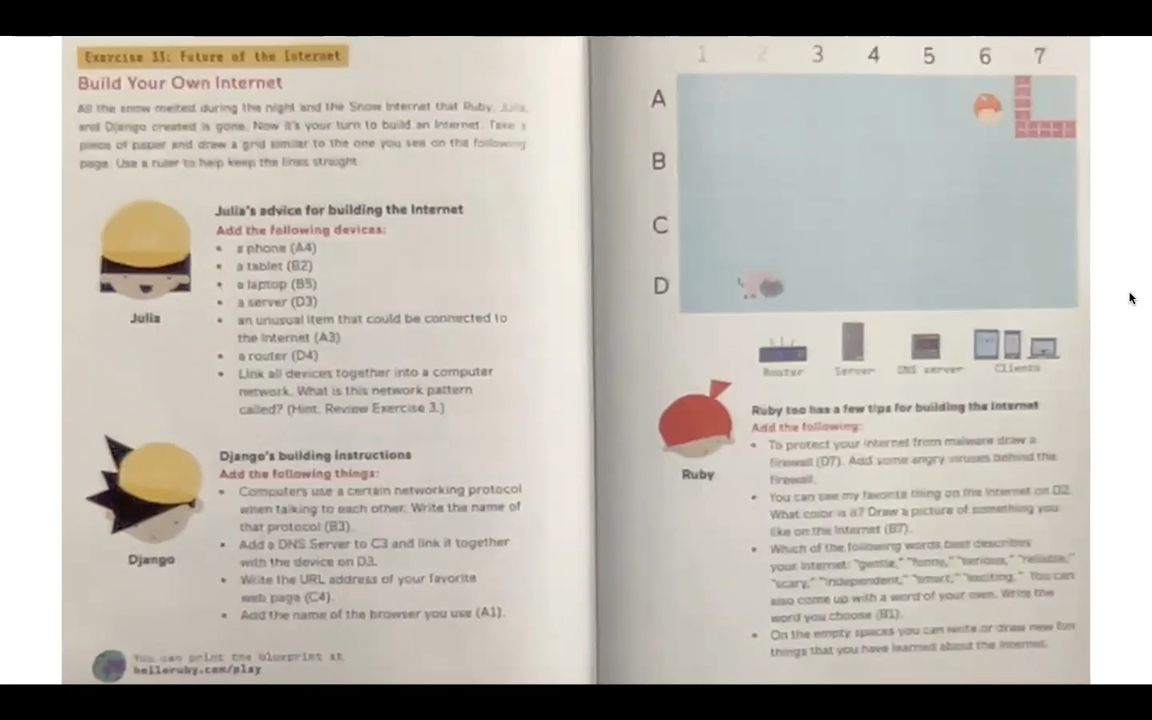 Exercise 33: Future of the Internet
Build Your Own Internet
All the snow melted during the night and the Snow Internet that Ruby, Julia,
and Django created is gone. Now it's your turn to build an Internet. Take a
piece of paper and draw a grid similar to the one you see on the following
page. Use a ruler to help keep the lines straight.
Julia's advice for building the Internet
Add the following devices:
• a phone (A4)
• a tablet (B2)
• a laptop (B5)
• a server (D3)
• an unusual item that could be connected to
the Internet (A3)
• a router (D4)
• Link all devices together into a computer
network. What is this network pattern
called? (Hint: Review Exercise 3.)
Julia
Django's building instructions
Add the following things:
• Computers use a certain networking protocol
when talking to each other. Write the name of
that protocol (B3).
• Add a DNS Server to C3 and link it together
with the device on D3.
• Write the URL address of your favorite
web page (C4).
• Add the name of the browser you use (A1).
Django
You can print the blueprint at
helloruby.com/play
1 2 3 4 5 6 7
A
B
C
D
Router Server DNS server Clients
Ruby too has a few tips for building the Internet
Add the following:
• To protect your internet from malware draw a
firewall (D7). Add some angry viruses behind the
firewall.
• You can see my favorite thing on the Internet on D2.
What color is it? Draw a picture of something you
like on the Internet (B7).
• Which of the following words best describes
your Internet: "gentle," "funny," "serious," "reliable,"
"scary," "independent," "smart," "exciting." You can
also come up with a word of your own. Write the
word you choose (B1).
• On the empty spaces you can write or draw new fun
things that you have learned about the Internet.
Ruby